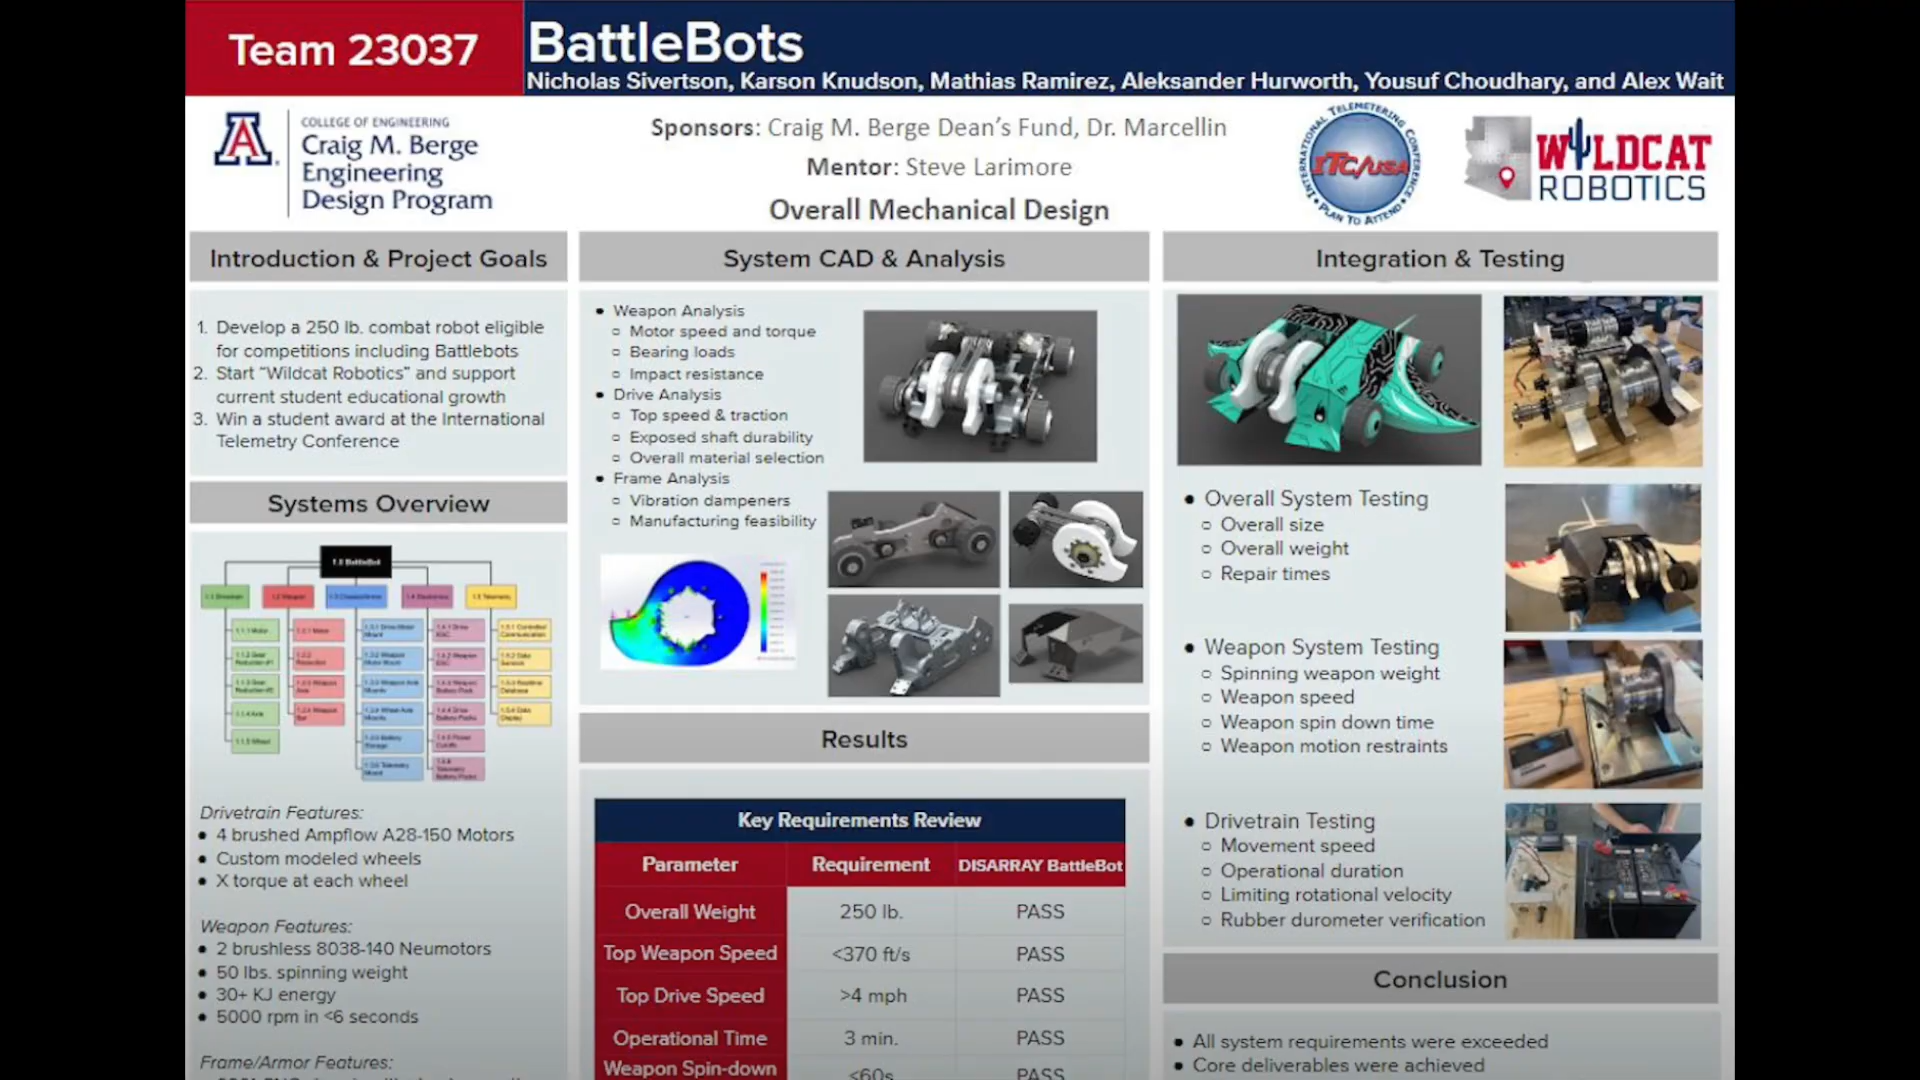 Team 23037
BattleBots
Nicholas Sivertson, Karson Knudson, Mathias Ramirez, Aleksander Hurworth, Yousuf Choudhary, and Alex Wait
COLLEGE OF ENGINEERING
Craig M. Berge
Engineering
Design Program
Sponsors: Craig M. Berge Dean's Fund, Dr. Marcellin
Mentor: Steve Larimore
Overall Mechanical Design
INTERNATIONAL TELEMETERING CONFERENCE
ITC/USA
PLAN TO ATTEND
WILDCAT
ROBOTICS
Introduction & Project Goals
1. Develop a 250 lb. combat robot eligible
for competitions including Battlebots
2. Start "Wildcat Robotics" and support
current student educational growth
3. Win a student award at the International
Telemetry Conference
Systems Overview
1.0 BattleBot
Drivetrain Features:
• 4 brushed Ampflow A28-150 Motors
• Custom modeled wheels
• X torque at each wheel
Weapon Features:
• 2 brushless 8038-140 Neumotors
• 50 lbs. spinning weight
• 30+ KJ energy
• 5000 rpm in <6 seconds
Frame/Armor Features:
System CAD & Analysis
• Weapon Analysis
○ Motor speed and torque
○ Bearing loads
○ Impact resistance
• Drive Analysis
○ Top speed & traction
○ Exposed shaft durability
○ Overall material selection
• Frame Analysis
○ Vibration dampeners
○ Manufacturing feasibility
Results
Key Requirements Review
Parameter Requirement DISARRAY BattleBot
Overall Weight 250 lb. PASS
Top Weapon Speed <370 ft/s PASS
Top Drive Speed >4 mph PASS
Operational Time 3 min. PASS
Weapon Spin-down <60s PASS
Integration & Testing
• Overall System Testing
○ Overall size
○ Overall weight
○ Repair times
• Weapon System Testing
○ Spinning weapon weight
○ Weapon speed
○ Weapon spin down time
○ Weapon motion restraints
• Drivetrain Testing
○ Movement speed
○ Operational duration
○ Limiting rotational velocity
○ Rubber durometer verification
Conclusion
• All system requirements were exceeded
• Core deliverables were achieved